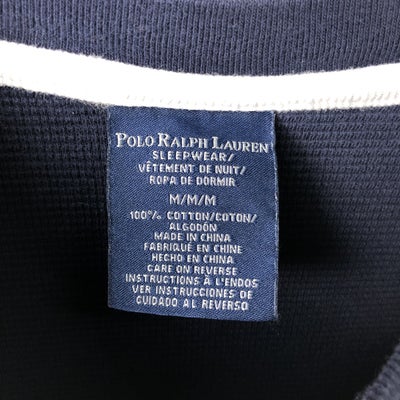 POLO RALPH LAUREN
SLEEPWEAR/
VÊTEMENT DE NUIT/
ROPA DE DORMIR
M/M/M
100% COTTON/COTON/
ALGODÓN
MADE IN CHINA
FABRIQUÉ EN CHINE
HECHO EN CHINA
CARE ON REVERSE
INSTRUCTIONS À L'ENDOS
VER INSTRUCCIONES DE
CUIDADO AL REVERSO